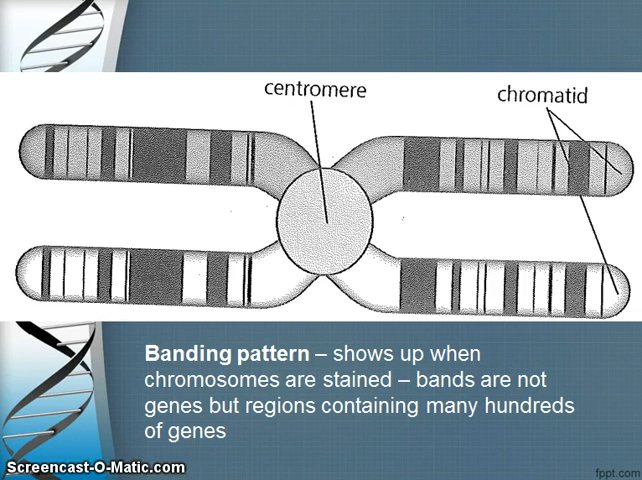 centromere
chromatid
Banding pattern – shows up when
chromosomes are stained – bands are not
genes but regions containing many hundreds
of genes
Screencast-O-Matic.com
fppt.com